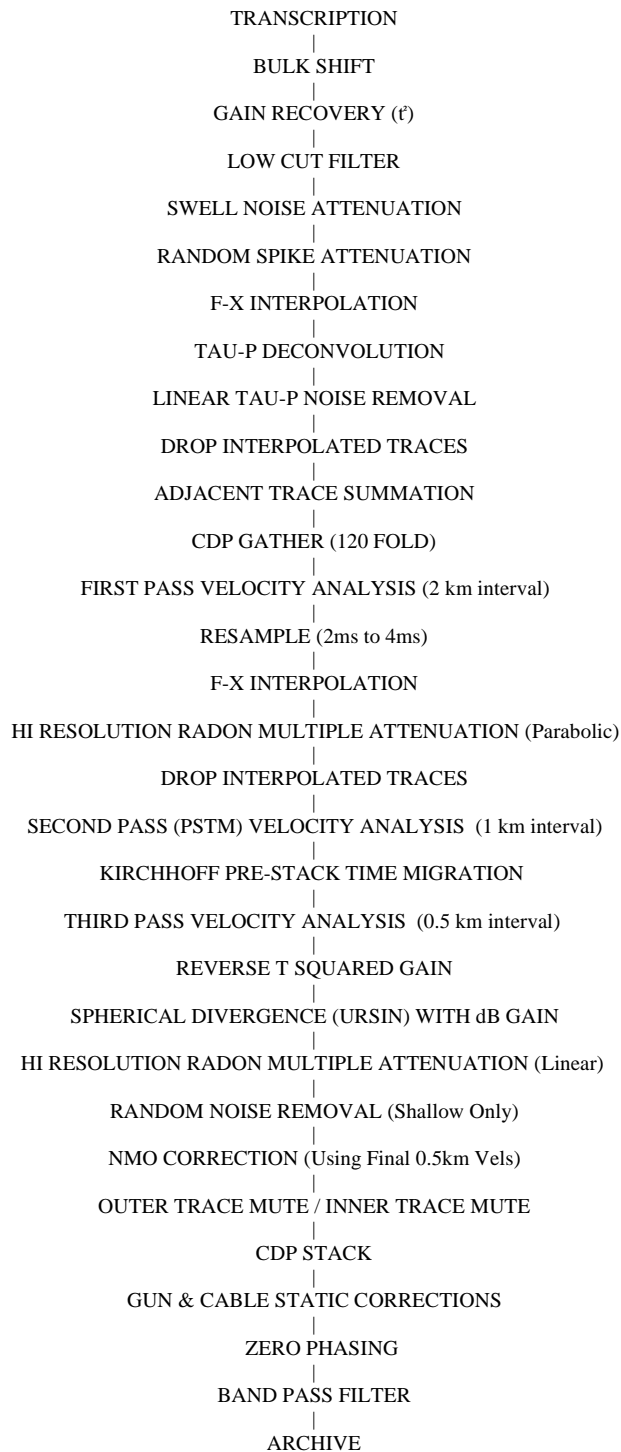 TRANSCRIPTION
|
BULK SHIFT
|
GAIN RECOVERY (t²)
|
LOW CUT FILTER
|
SWELL NOISE ATTENUATION
|
RANDOM SPIKE ATTENUATION
|
F-X INTERPOLATION
|
TAU-P DECONVOLUTION
|
LINEAR TAU-P NOISE REMOVAL
|
DROP INTERPOLATED TRACES
|
ADJACENT TRACE SUMMATION
|
CDP GATHER (120 FOLD)
|
FIRST PASS VELOCITY ANALYSIS (2 km interval)
|
RESAMPLE (2ms to 4ms)
|
F-X INTERPOLATION
|
HI RESOLUTION RADON MULTIPLE ATTENUATION (Parabolic)
|
DROP INTERPOLATED TRACES
|
SECOND PASS (PSTM) VELOCITY ANALYSIS (1 km interval)
|
KIRCHHOFF PRE-STACK TIME MIGRATION
|
THIRD PASS VELOCITY ANALYSIS (0.5 km interval)
|
REVERSE T SQUARED GAIN
|
SPHERICAL DIVERGENCE (URSIN) WITH dB GAIN
|
HI RESOLUTION RADON MULTIPLE ATTENUATION (Linear)
|
RANDOM NOISE REMOVAL (Shallow Only)
|
NMO CORRECTION (Using Final 0.5km Vels)
|
OUTER TRACE MUTE / INNER TRACE MUTE
|
CDP STACK
|
GUN & CABLE STATIC CORRECTIONS
|
ZERO PHASING
|
BAND PASS FILTER
|
ARCHIVE